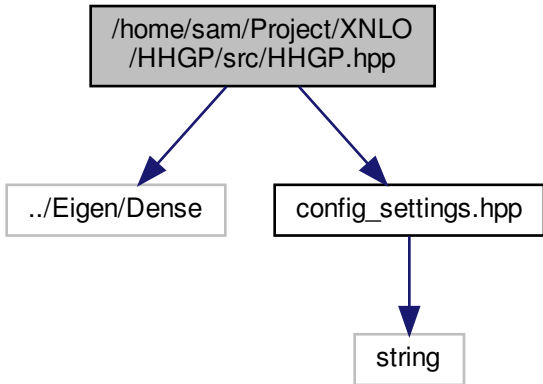 /home/sam/Project/XNLO
/HHGP/src/HHGP.hpp
../Eigen/Dense
config_settings.hpp
string